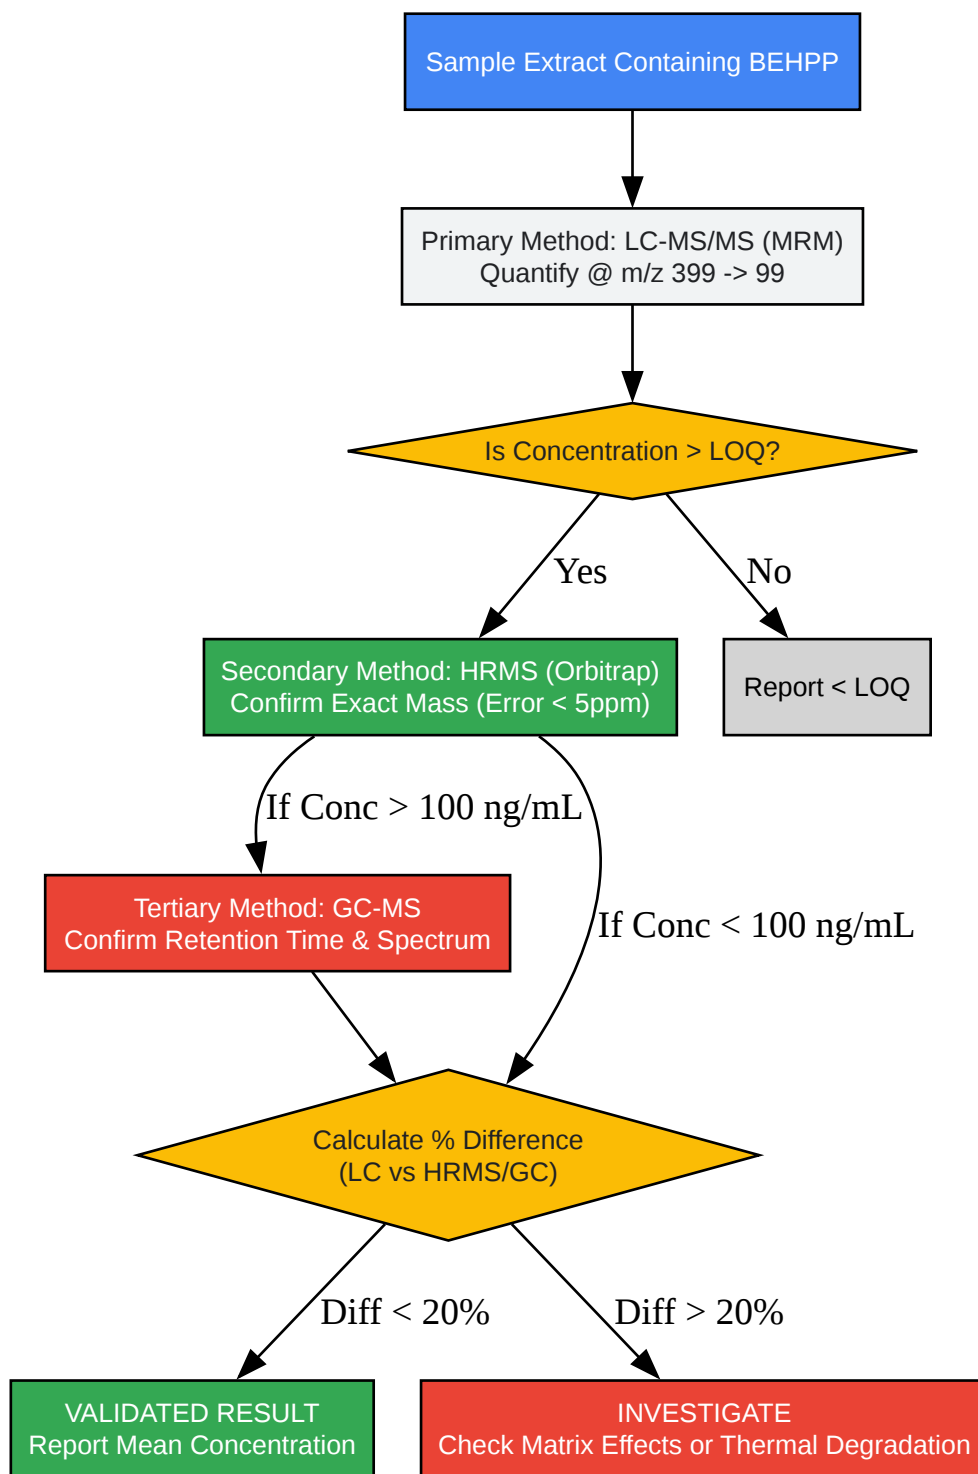 Sample Extract Containing BEHPP
Primary Method: LC-MS/MS (MRM)
Quantify @ m/z 399 -> 99
Is Concentration > LOQ?
Yes
No
Secondary Method: HRMS (Orbitrap)
Confirm Exact Mass (Error < 5ppm)
Report < LOQ
If Conc > 100 ng/mL
Tertiary Method: GC-MS
Confirm Retention Time & Spectrum
If Conc < 100 ng/mL
Calculate % Difference
(LC vs HRMS/GC)
Diff < 20%
Diff > 20%
VALIDATED RESULT
Report Mean Concentration
INVESTIGATE
Check Matrix Effects or Thermal Degradation